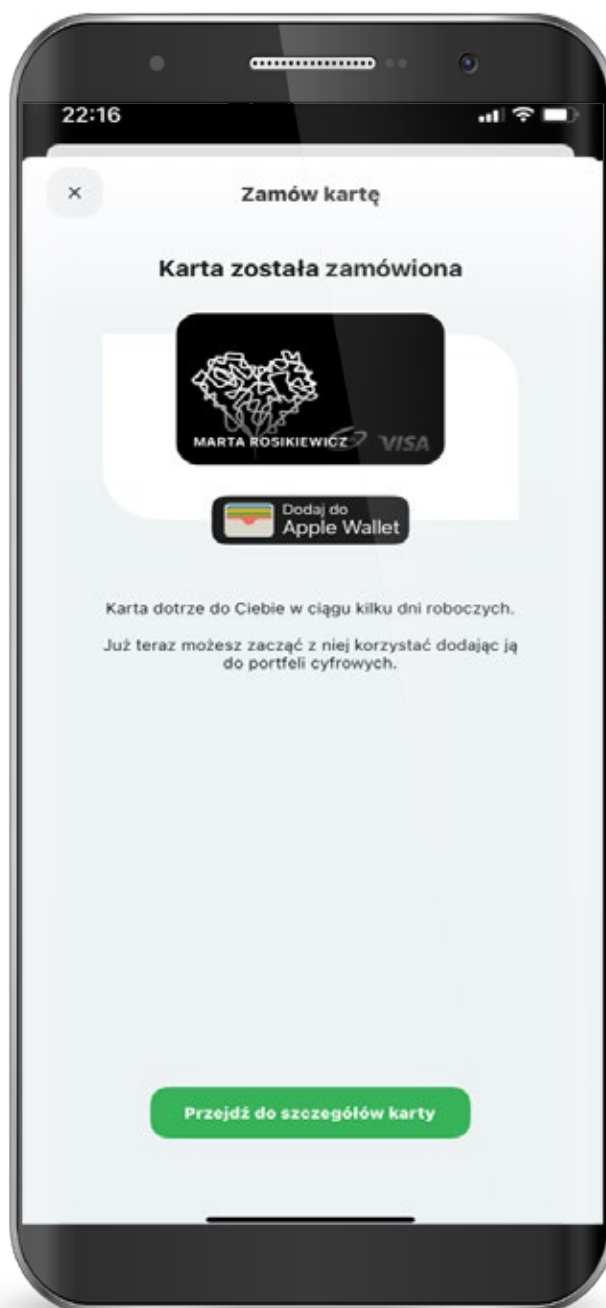 22:16
×
Zamów kartę
Karta została zamówiona
MARTA ROSIKIEWICZ
VISA
Dodaj do
Apple Wallet
Karta dotrze do Ciebie w ciągu kilku dni roboczych.
Już teraz możesz zacząć z niej korzystać dodając ją
do portfeli cyfrowych.
Przejdź do szczegółów karty